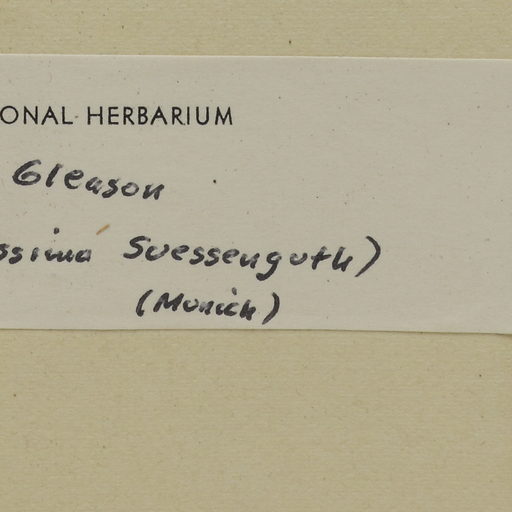 ONAL HERBARIUM
Gleason
ssima Suessenguth)
(Munich)